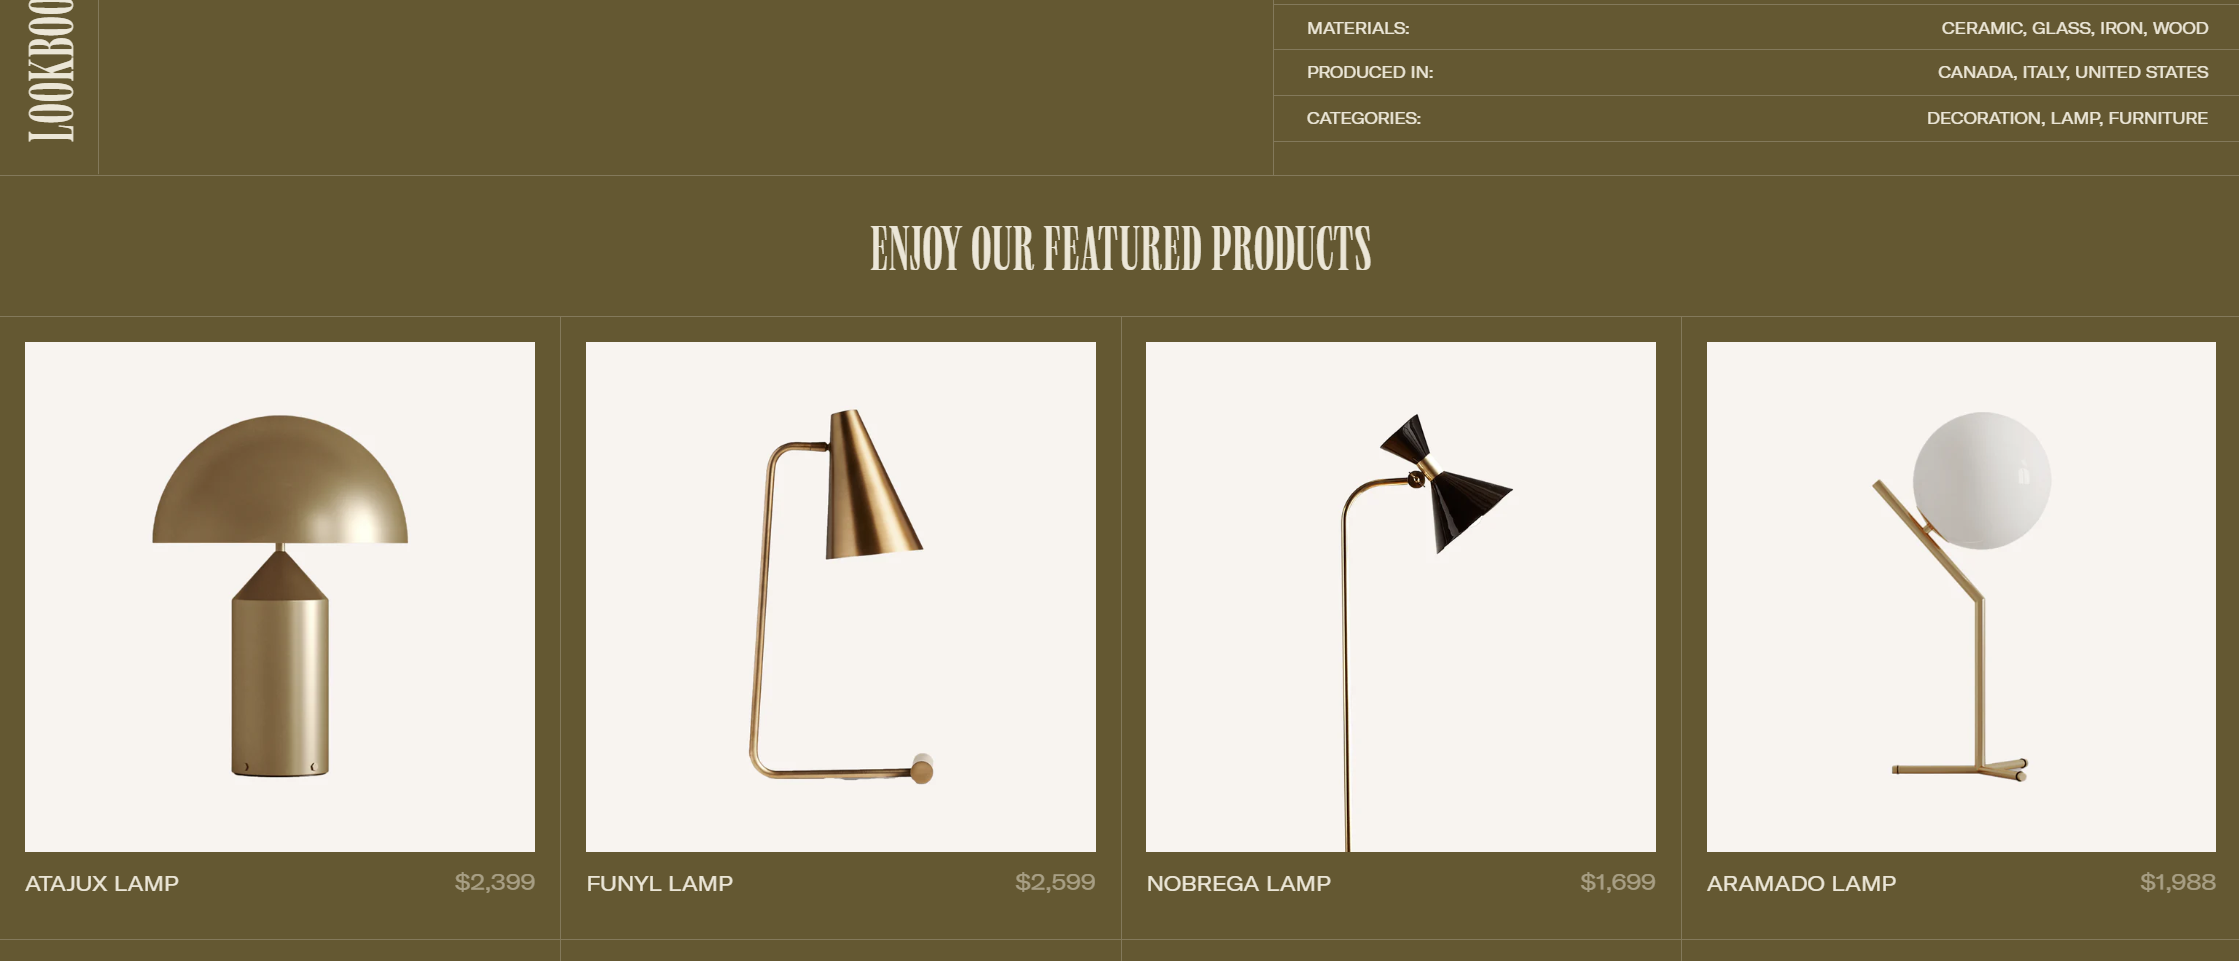 LOOKBOO
MATERIALS: CERAMIC, GLASS, IRON, WOOD
PRODUCED IN: CANADA, ITALY, UNITED STATES
CATEGORIES: DECORATION, LAMP, FURNITURE
ENJOY OUR FEATURED PRODUCTS
ATAJUX LAMP $2,399
FUNYL LAMP $2,599
NOBREGA LAMP $1,699
ARAMADO LAMP $1,988